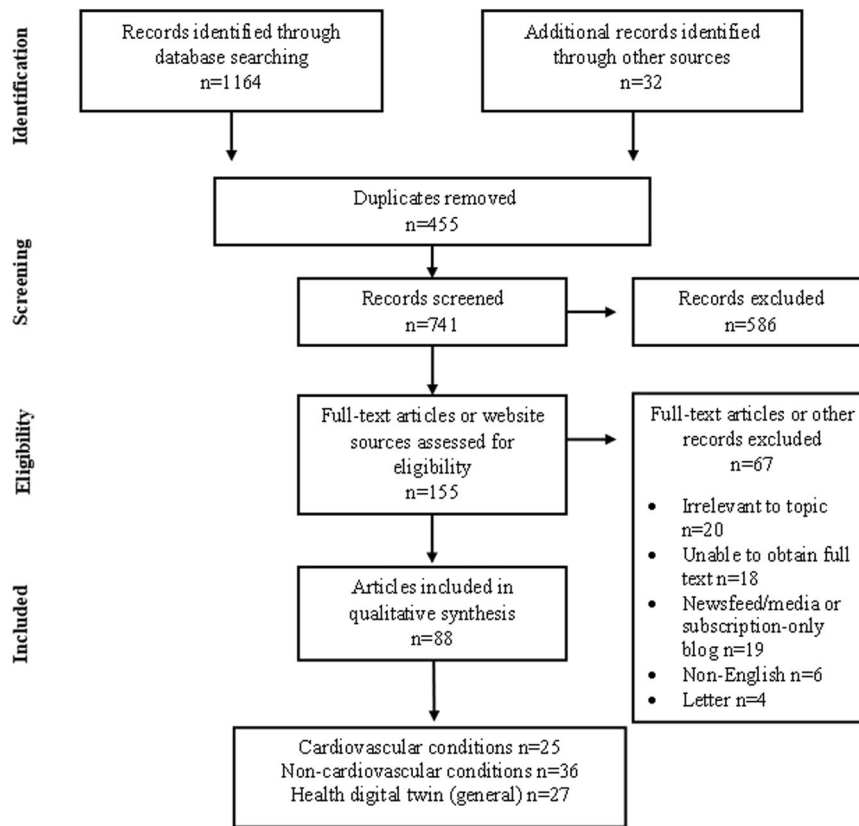 Identification
Records identified through
database searching
n=1164
Additional records identified
through other sources
n=32
Screening
Duplicates removed
n=455
Records screened
n=741
Records excluded
n=586
Eligibility
Full-text articles or website
sources assessed for
eligibility
n=155
Full-text articles or other
records excluded
n=67
• Irrelevant to topic
n=20
• Unable to obtain full
text n=18
• Newsfeed/media or
subscription-only
blog n=19
• Non-English n=6
• Letter n=4
Included
Articles included in
qualitative synthesis
n=88
Cardiovascular conditions n=25
Non-cardiovascular conditions n=36
Health digital twin (general) n=27